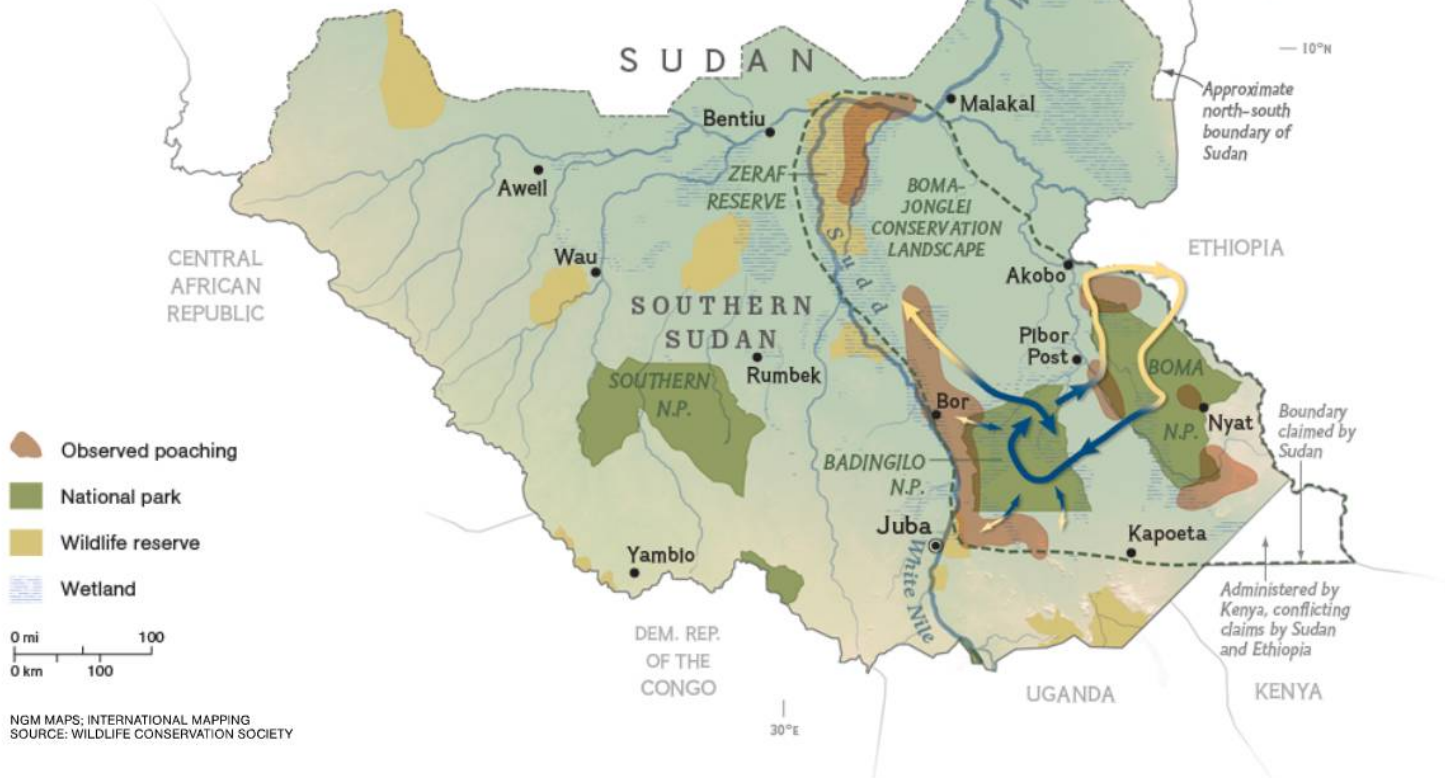 SUDAN
10°N
Approximate
north–south
boundary of
Sudan
Malakal
Bentiu
ZERAF
RESERVE
BOMA-
JONGLEI
CONSERVATION
LANDSCAPE
Aweil
Sudd
ETHIOPIA
CENTRAL
AFRICAN
REPUBLIC
Wau
Akobo
SOUTHERN
SUDAN
Pibor
Post
Rumbek
BOMA
N.P.
SOUTHERN
N.P.
Bor
Nyat
Boundary
claimed by
Sudan
BADINGILO
N.P.
Juba
Kapoeta
White Nile
Yambio
Administered by
Kenya, conflicting
claims by Sudan
and Ethiopia
DEM. REP.
OF THE
CONGO
UGANDA
KENYA
30°E
Observed poaching
National park
Wildlife reserve
Wetland
0 mi 100
0 km 100
NGM MAPS; INTERNATIONAL MAPPING
SOURCE: WILDLIFE CONSERVATION SOCIETY